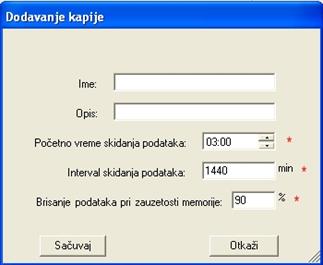 Dodavanje kapije
Ime:
Opis:
Početno vreme skidanja podataka: 03:00 *
Interval skidanja podataka: 1440 min *
Brisanje podataka pri zauzetosti memorije: 90 % *
Sačuvaj Otkaži